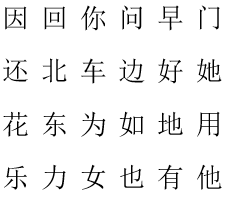 因 回 你 问 早 门
还 北 车 边 好 她
花 东 为 如 地 用
乐 力 女 也 有 他